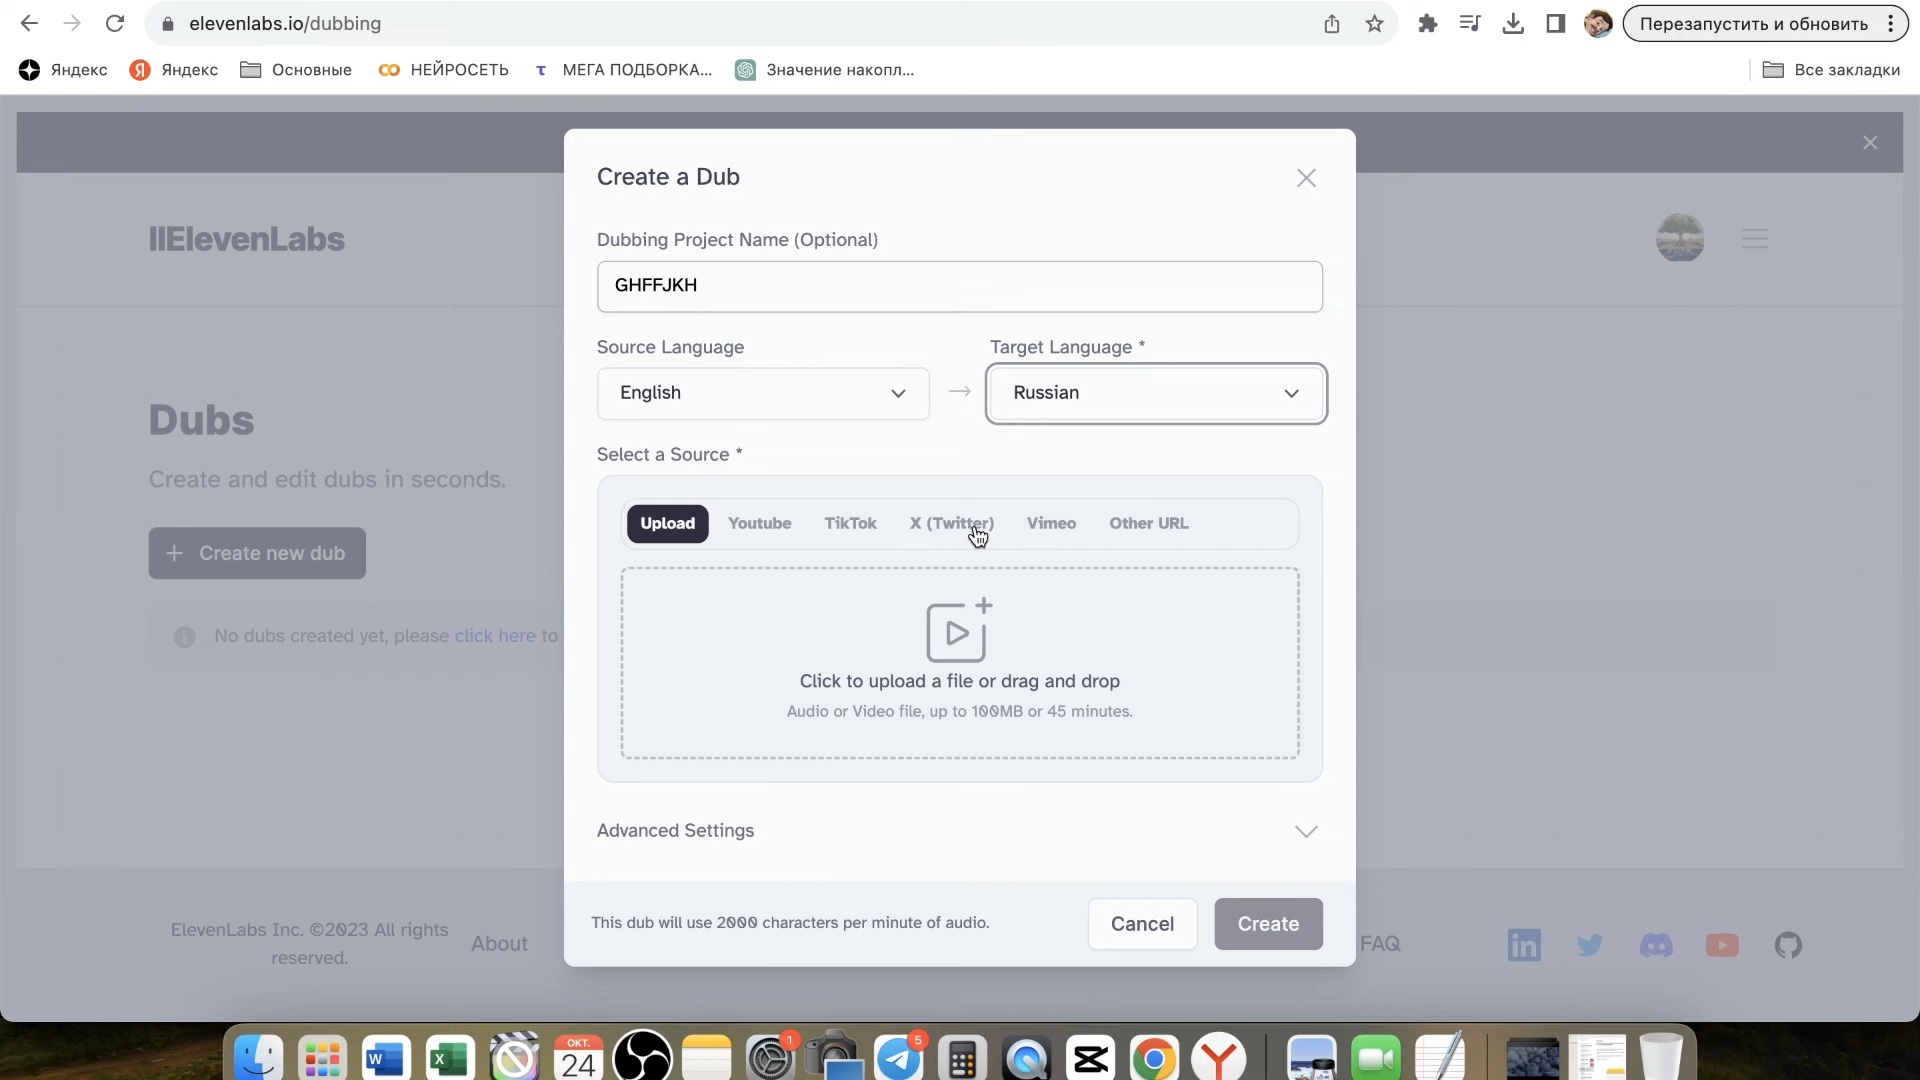 elevenlabs.io/dubbing
Перезапустить и обновить
Яндекс
Яндекс
Основные
НЕЙРОСЕТЬ
МЕГА ПОДБОРКА...
Значение накопл...
Все закладки
Create a Dub
IIElevenLabs
Dubbing Project Name (Optional)
GHFFJKH
Source Language
Target Language *
English
Russian
Dubs
Create and edit dubs in seconds.
Select a Source *
Upload
Youtube
TikTok
X (Twitter)
Vimeo
Other URL
+ Create new dub
No dubs created yet, please click here to
Click to upload a file or drag and drop
Audio or Video file, up to 100MB or 45 minutes.
Advanced Settings
This dub will use 2000 characters per minute of audio.
Cancel
Create
ElevenLabs Inc. ©2023 All rights
reserved.
About
FAQ
ОКТ.
24
1
5